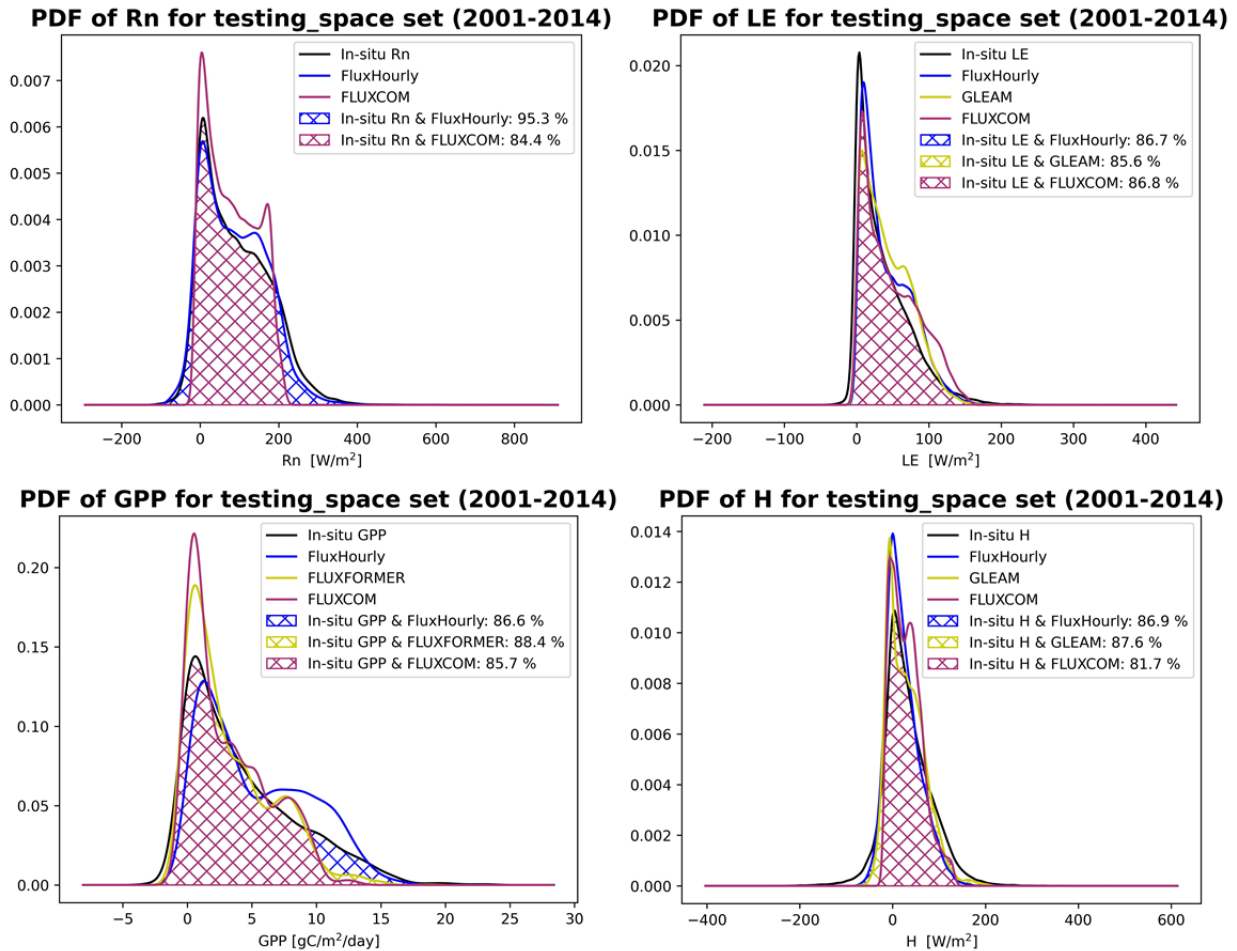 PDF of Rn for testing_space set (2001-2014)
In-situ Rn
FluxHourly
FLUXCOM
In-situ Rn & FluxHourly: 95.3 %
In-situ Rn & FLUXCOM: 84.4 %
0.007
0.006
0.005
0.004
0.003
0.002
0.001
0.000
−200
0
200
400
600
800
Rn [W/m²]
PDF of LE for testing_space set (2001-2014)
In-situ LE
FluxHourly
GLEAM
FLUXCOM
In-situ LE & FluxHourly: 86.7 %
In-situ LE & GLEAM: 85.6 %
In-situ LE & FLUXCOM: 86.8 %
0.020
0.015
0.010
0.005
0.000
−200
−100
0
100
200
300
400
LE [W/m²]
PDF of GPP for testing_space set (2001-2014)
In-situ GPP
FluxHourly
FLUXFORMER
FLUXCOM
In-situ GPP & FluxHourly: 86.6 %
In-situ GPP & FLUXFORMER: 88.4 %
In-situ GPP & FLUXCOM: 85.7 %
0.20
0.15
0.10
0.05
0.00
−5
0
5
10
15
20
25
30
GPP [gC/m²/day]
PDF of H for testing_space set (2001-2014)
In-situ H
FluxHourly
GLEAM
FLUXCOM
In-situ H & FluxHourly: 86.9 %
In-situ H & GLEAM: 87.6 %
In-situ H & FLUXCOM: 81.7 %
0.014
0.012
0.010
0.008
0.006
0.004
0.002
0.000
−400
−200
0
200
400
600
H [W/m²]